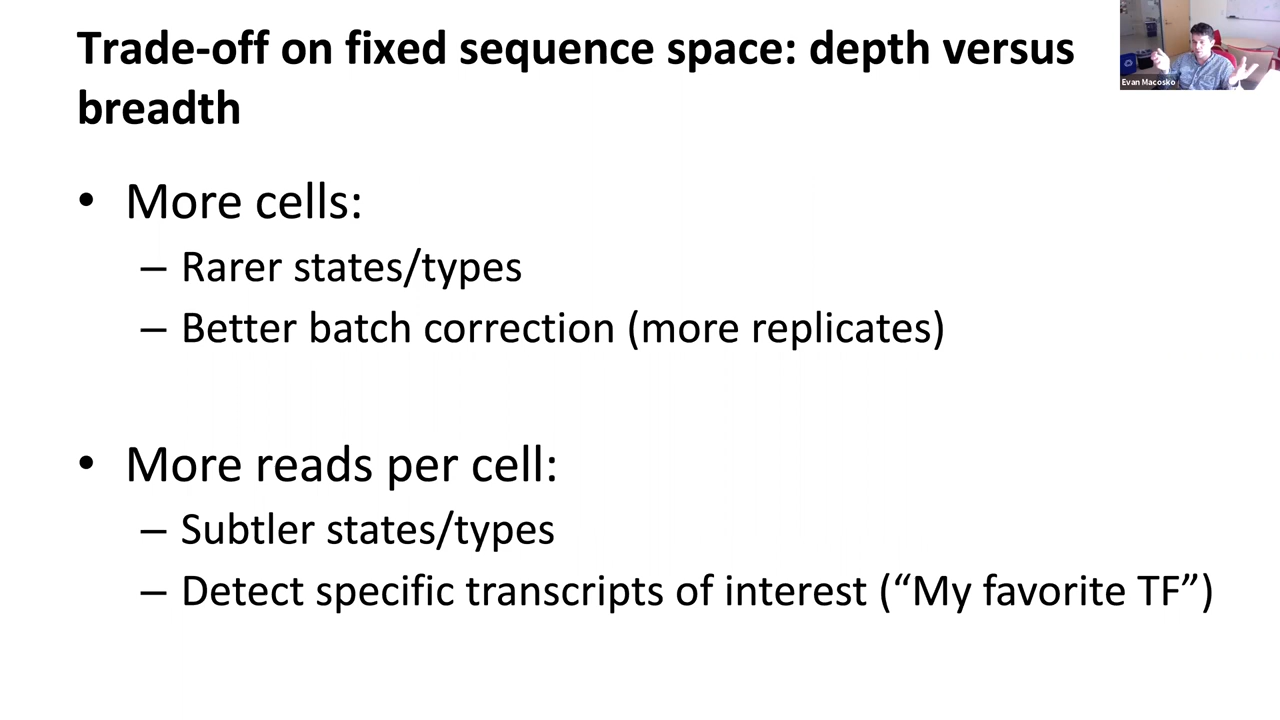 Trade-off on fixed sequence space: depth versus
breadth
Evan Macosko
• More cells:
– Rarer states/types
– Better batch correction (more replicates)
• More reads per cell:
– Subtler states/types
– Detect specific transcripts of interest (“My favorite TF”)